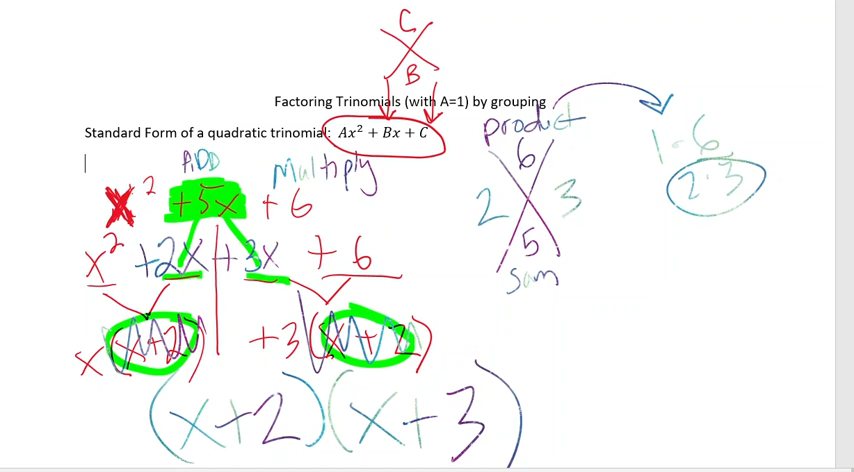 C
B
Factoring Trinomials (with A=1) by grouping
Standard Form of a quadratic trinomial: Ax² + Bx + C
product
6
2 3
5
sum
1·6
2·3
ADD Multiply
x² +5x + 6
x² +2x + 3x + 6
x(x+2) +3(x+2)
(x+2)(x+3)